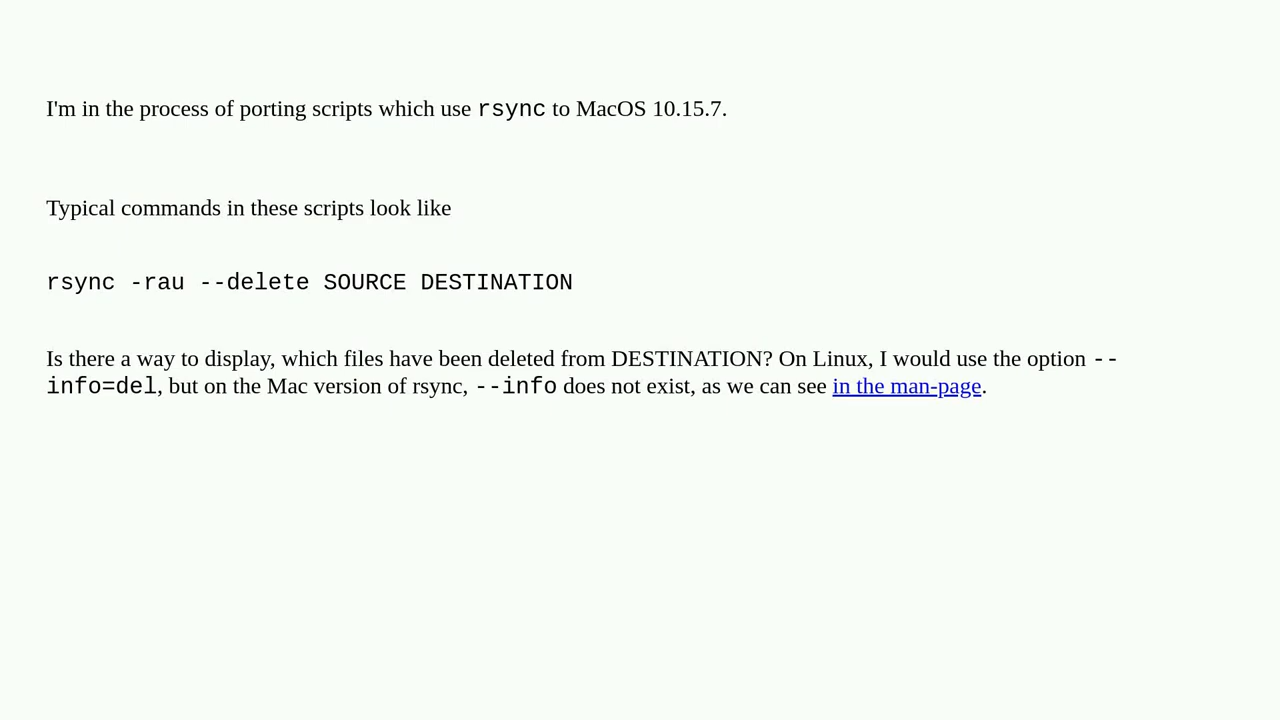 I'm in the process of porting scripts which use rsync to MacOS 10.15.7.
Typical commands in these scripts look like
rsync -rau --delete SOURCE DESTINATION
Is there a way to display, which files have been deleted from DESTINATION? On Linux, I would use the option --
info=del, but on the Mac version of rsync, --info does not exist, as we can see in the man-page.